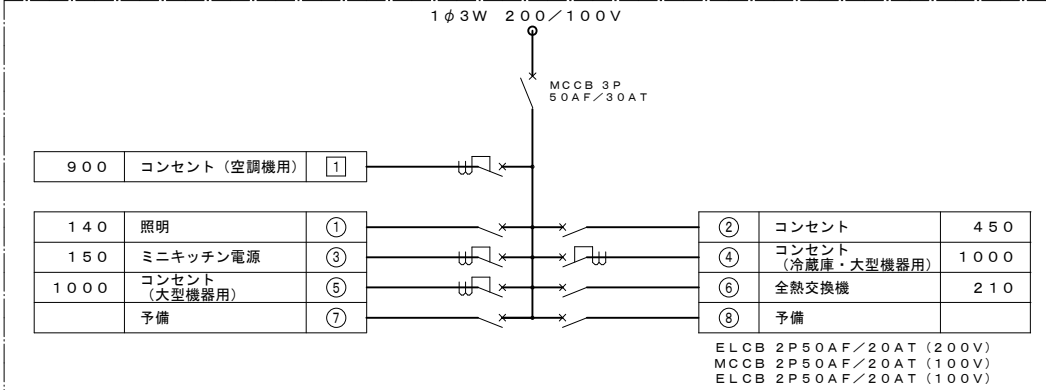 1φ3W 200/100V
MCCB 3P
50AF/30AT
900 コンセント（空調機用） 1
140 照明 ①
② コンセント 450
150 ミニキッチン電源 ③
④ コンセント
（冷蔵庫・大型機器用） 1000
1000 コンセント
（大型機器用） ⑤
⑥ 全熱交換機 210
予備 ⑦
⑧ 予備
ELCB 2P50AF/20AT（200V）
MCCB 2P50AF/20AT（100V）
ELCB 2P50AF/20AT（100V）